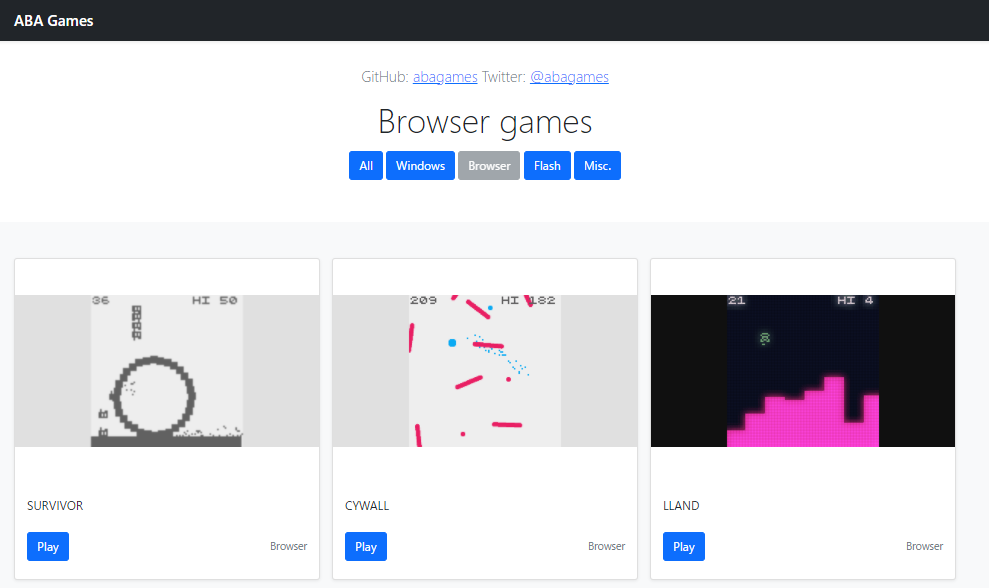 ABA Games
GitHub: abagames Twitter: @abagames
Browser games
All Windows Browser Flash Misc.
36 HI 50
209 HI 182
21 HI 4
SURVIVOR
CYWALL
LLAND
Play Browser
Play Browser
Play Browser